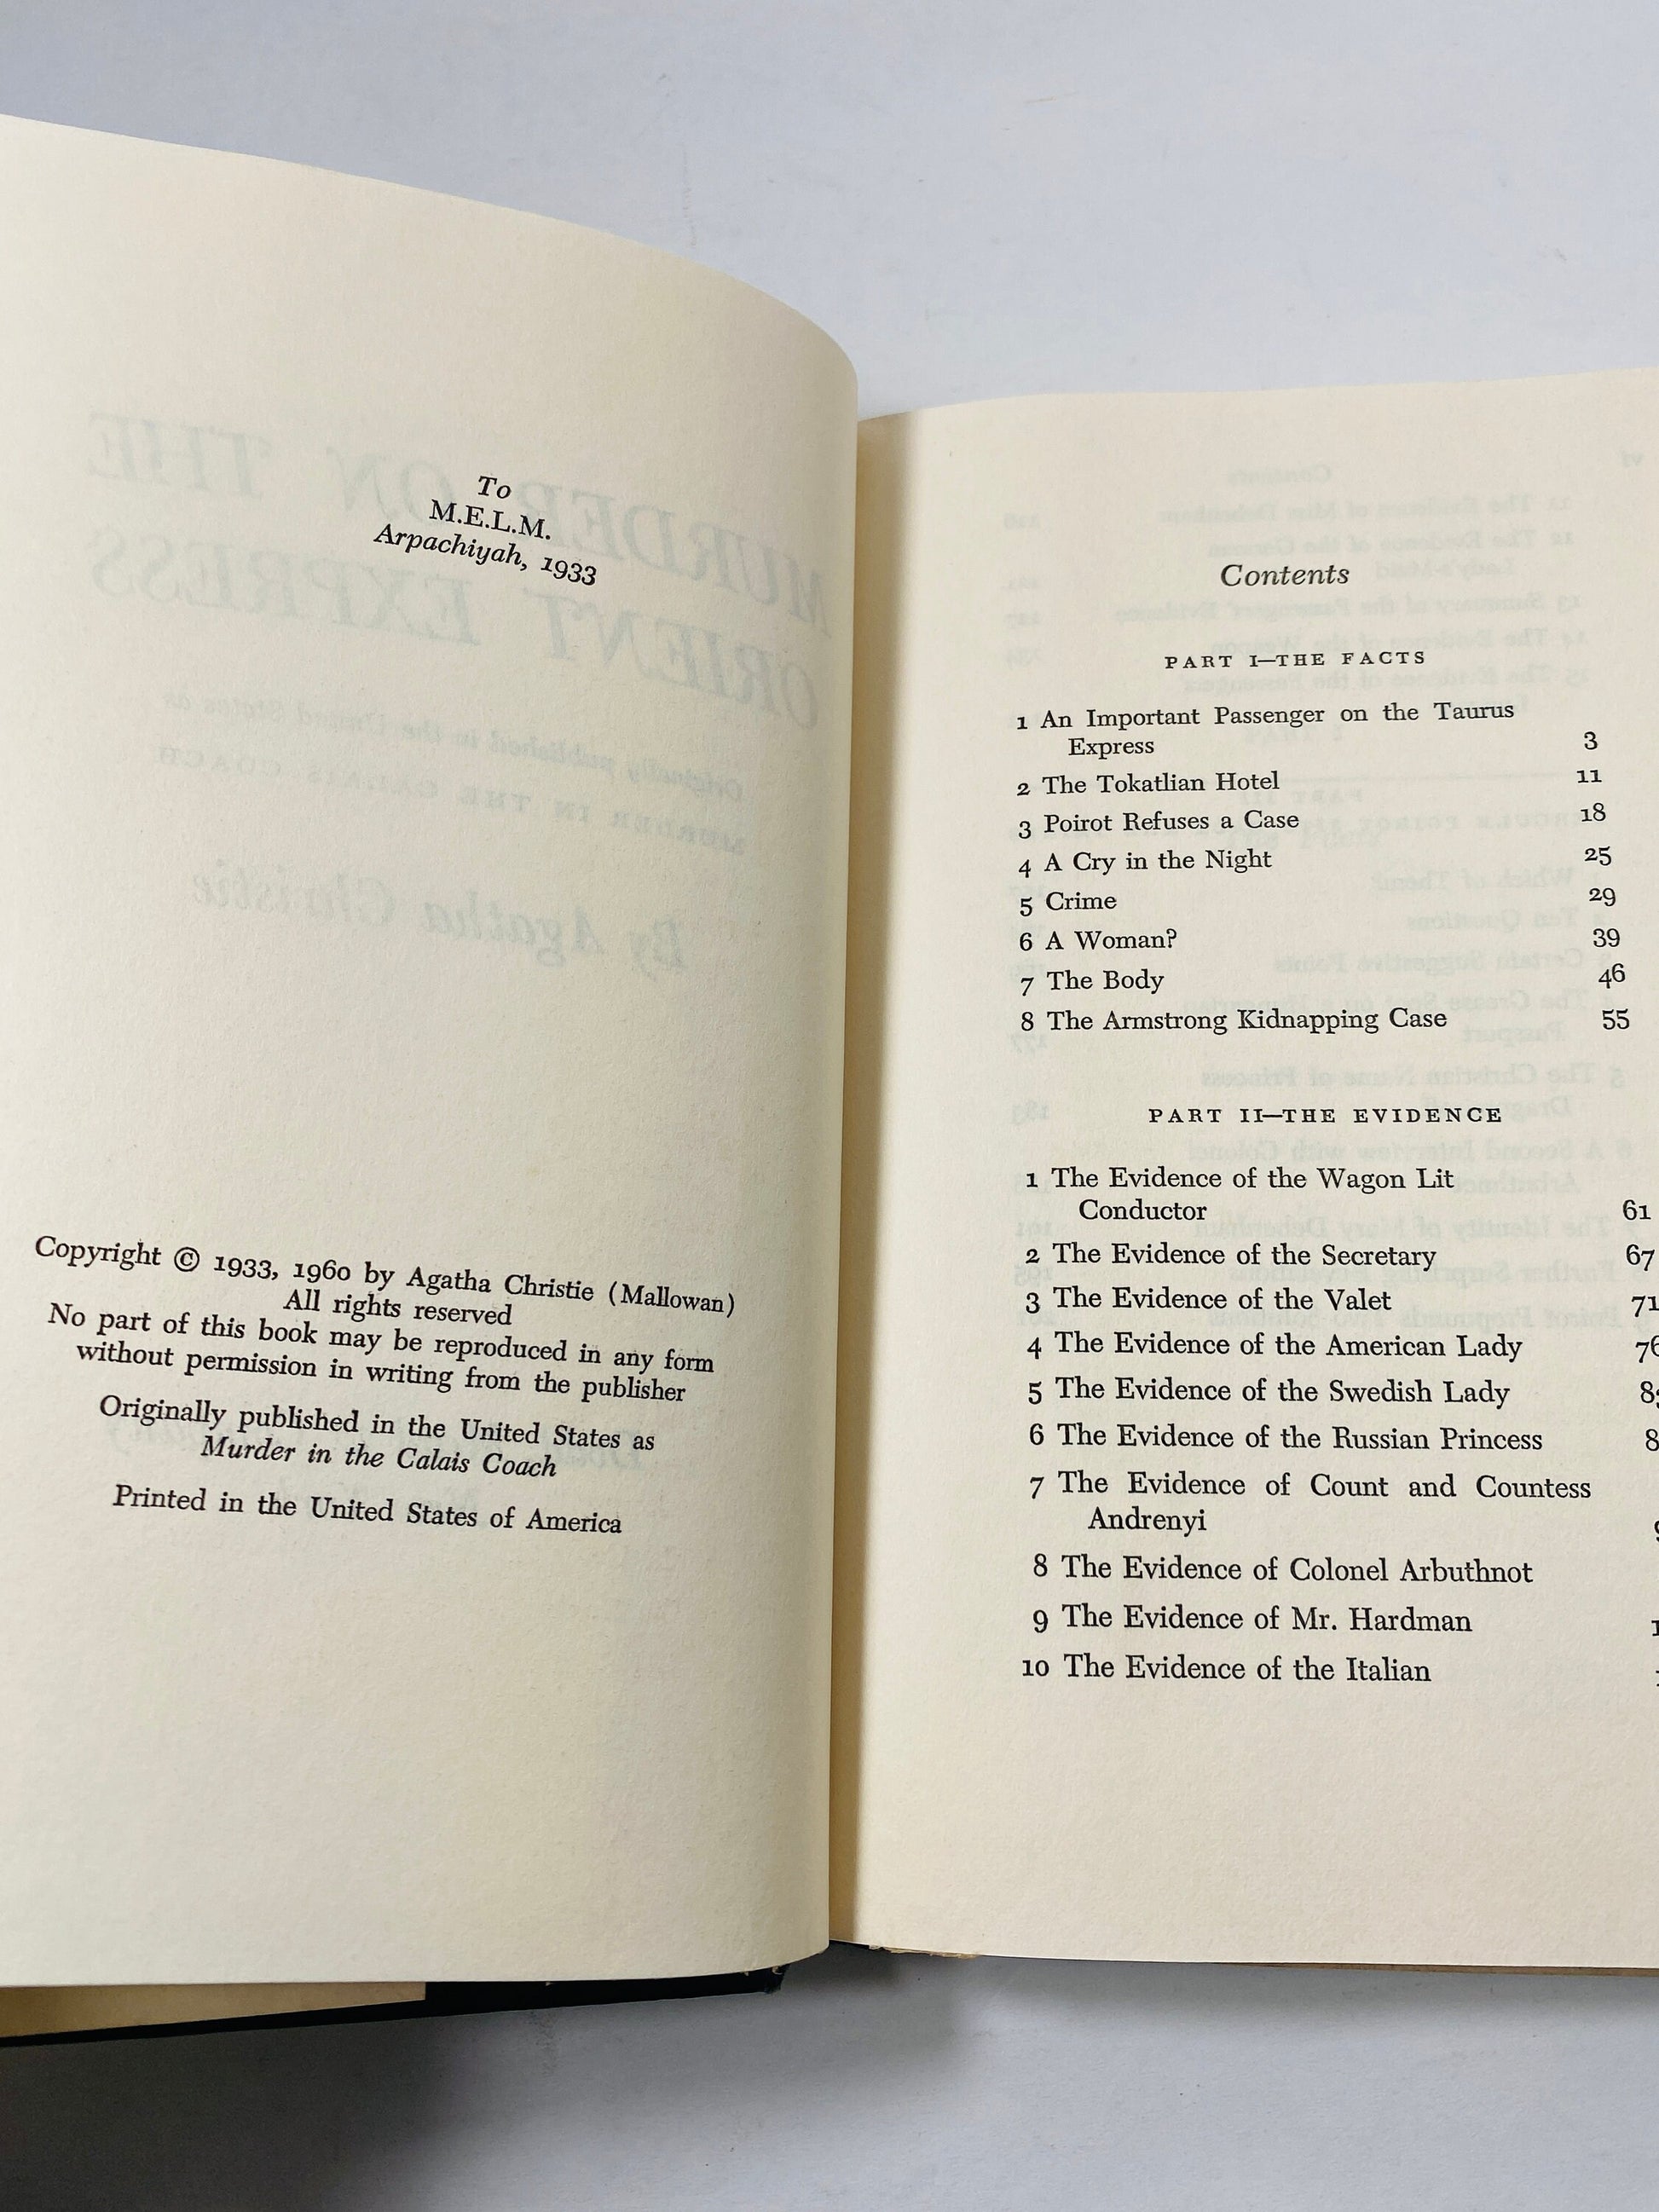 To
M.E.L.M.
Arpachiyah, 1933
Copyright © 1933, 1960 by Agatha Christie (Mallowan)
All rights reserved
No part of this book may be reproduced in any form
without permission in writing from the publisher
Originally published in the United States as
Murder in the Calais Coach
Printed in the United States of America
Contents
PART I—THE FACTS
1 An Important Passenger on the Taurus
Express 3
2 The Tokatlian Hotel 11
3 Poirot Refuses a Case 18
4 A Cry in the Night 25
5 Crime 29
6 A Woman? 39
7 The Body 46
8 The Armstrong Kidnapping Case 55
PART II—THE EVIDENCE
1 The Evidence of the Wagon Lit
Conductor 61
2 The Evidence of the Secretary 67
3 The Evidence of the Valet 71
4 The Evidence of the American Lady 76
5 The Evidence of the Swedish Lady
6 The Evidence of the Russian Princess
7 The Evidence of Count and Countess
Andrenyi
8 The Evidence of Colonel Arbuthnot
9 The Evidence of Mr. Hardman
10 The Evidence of the Italian